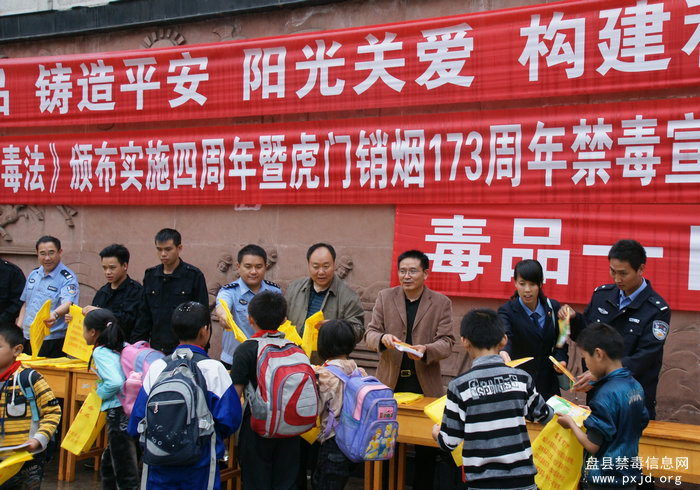 铸造平安 阳光关爱 构建
毒法》颁布实施四周年暨虎门销烟173周年禁毒宣
毒品一
SPORTING
盘县禁毒信息网
www.pxjd.org